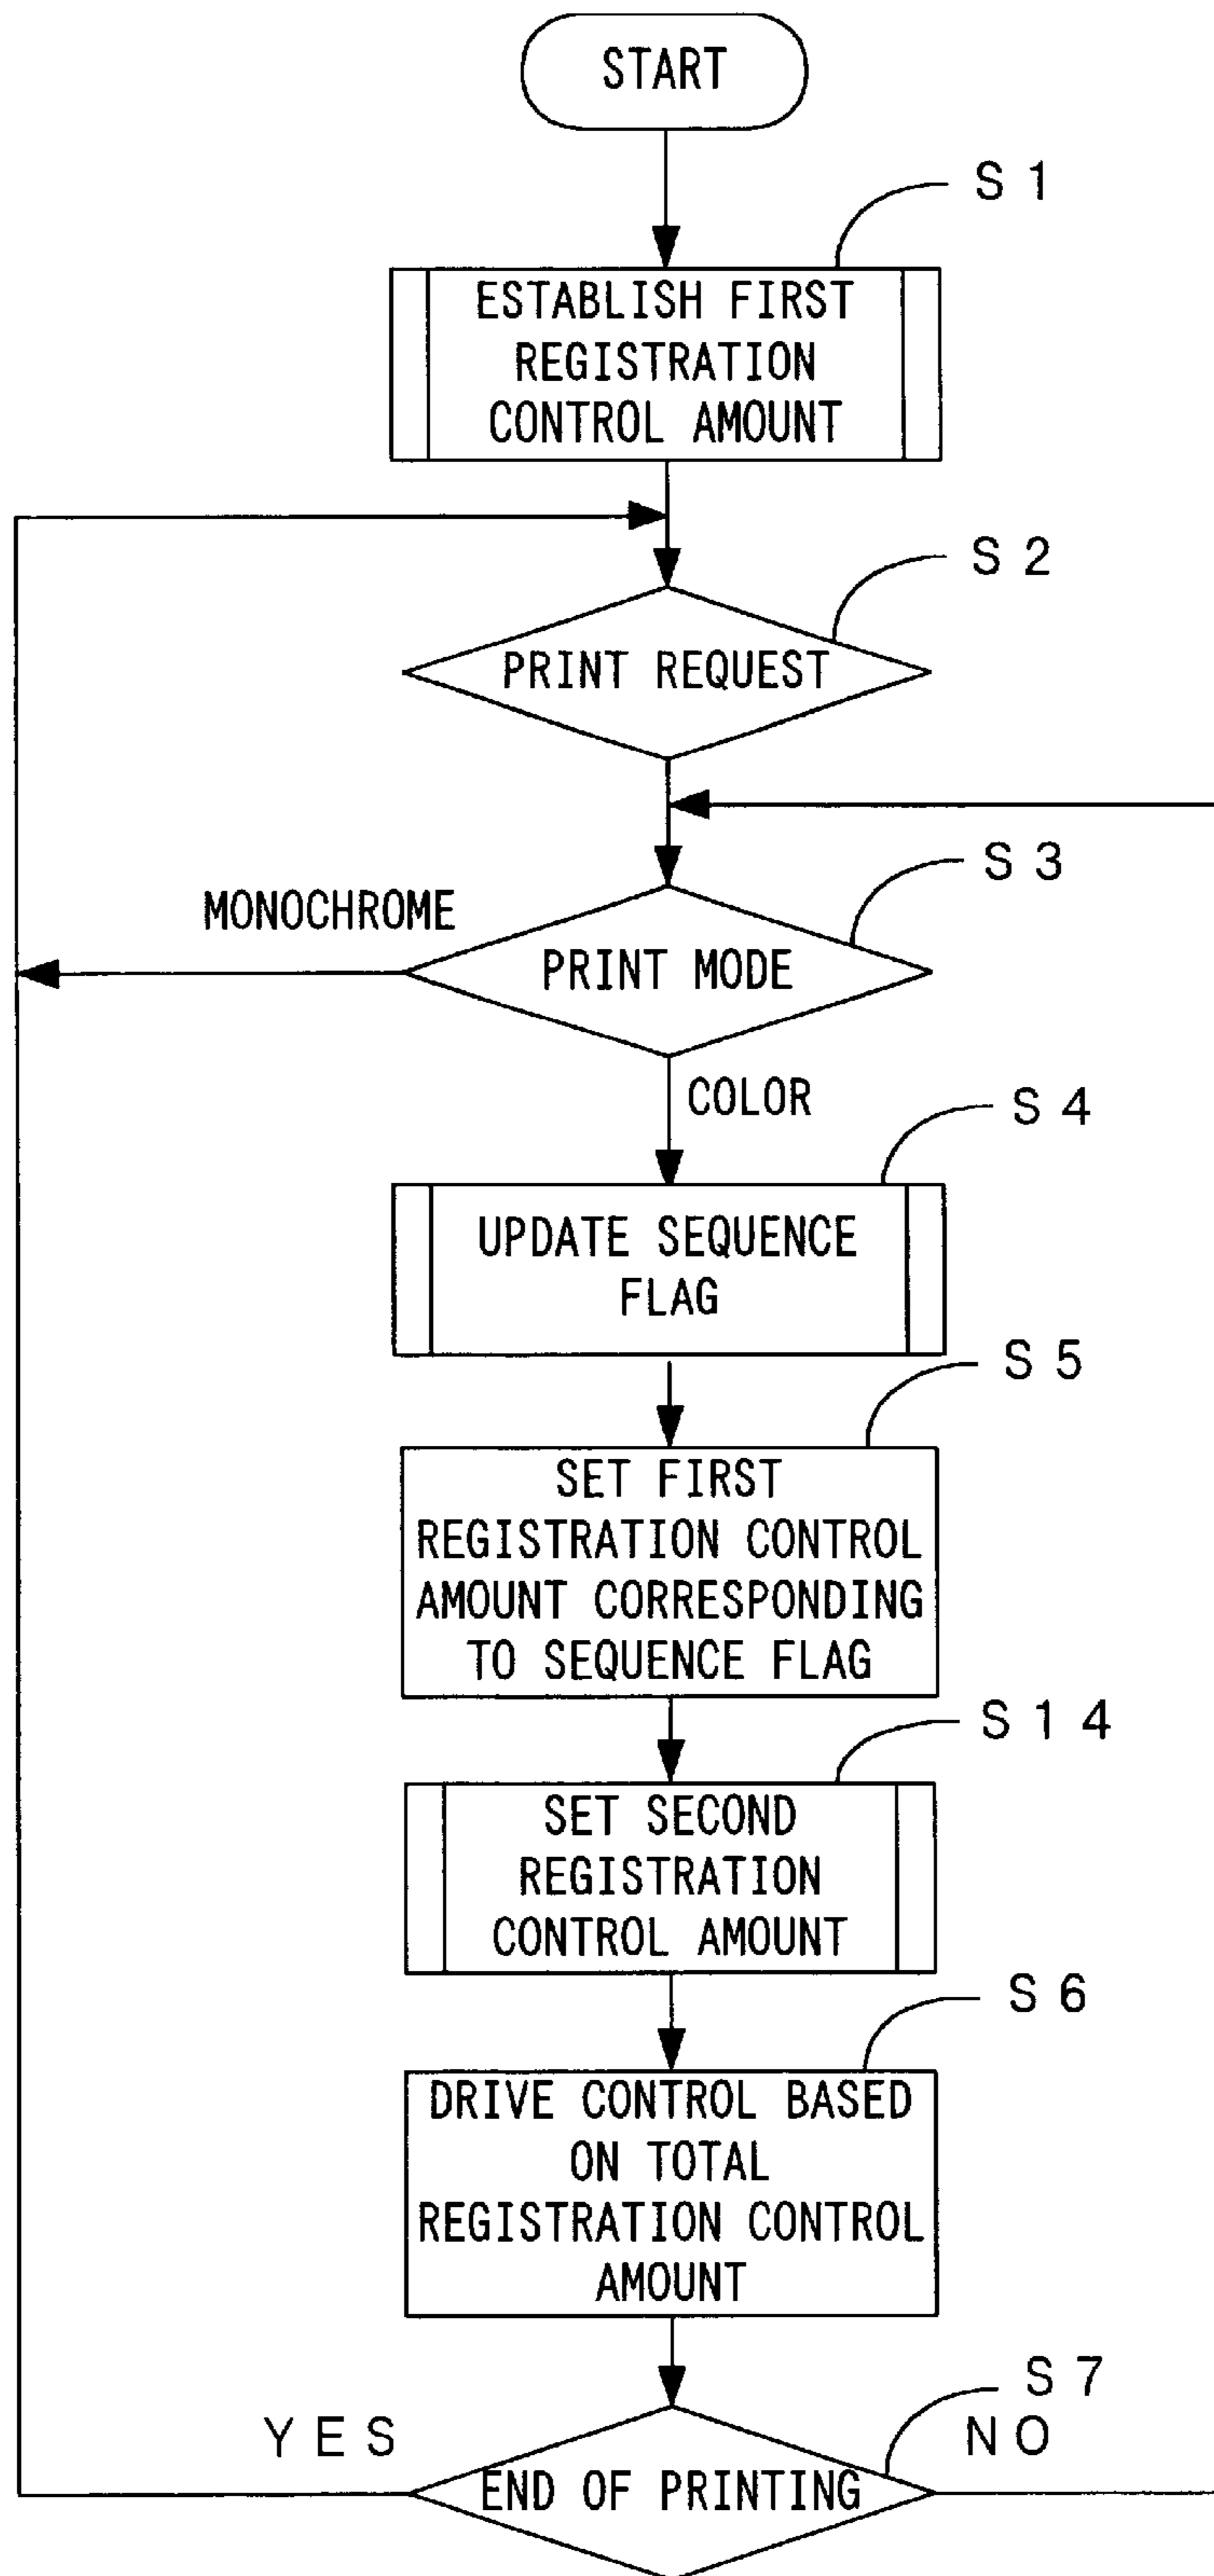 START
S 1
ESTABLISH FIRST
REGISTRATION
CONTROL AMOUNT
S 2
PRINT REQUEST
S 3
MONOCHROME
PRINT MODE
COLOR
S 4
UPDATE SEQUENCE
FLAG
S 5
SET FIRST
REGISTRATION CONTROL
AMOUNT CORRESPONDING
TO SEQUENCE FLAG
S 1 4
SET SECOND
REGISTRATION
CONTROL AMOUNT
S 6
DRIVE CONTROL BASED
ON TOTAL
REGISTRATION CONTROL
AMOUNT
S 7
YES
NO
END OF PRINTING